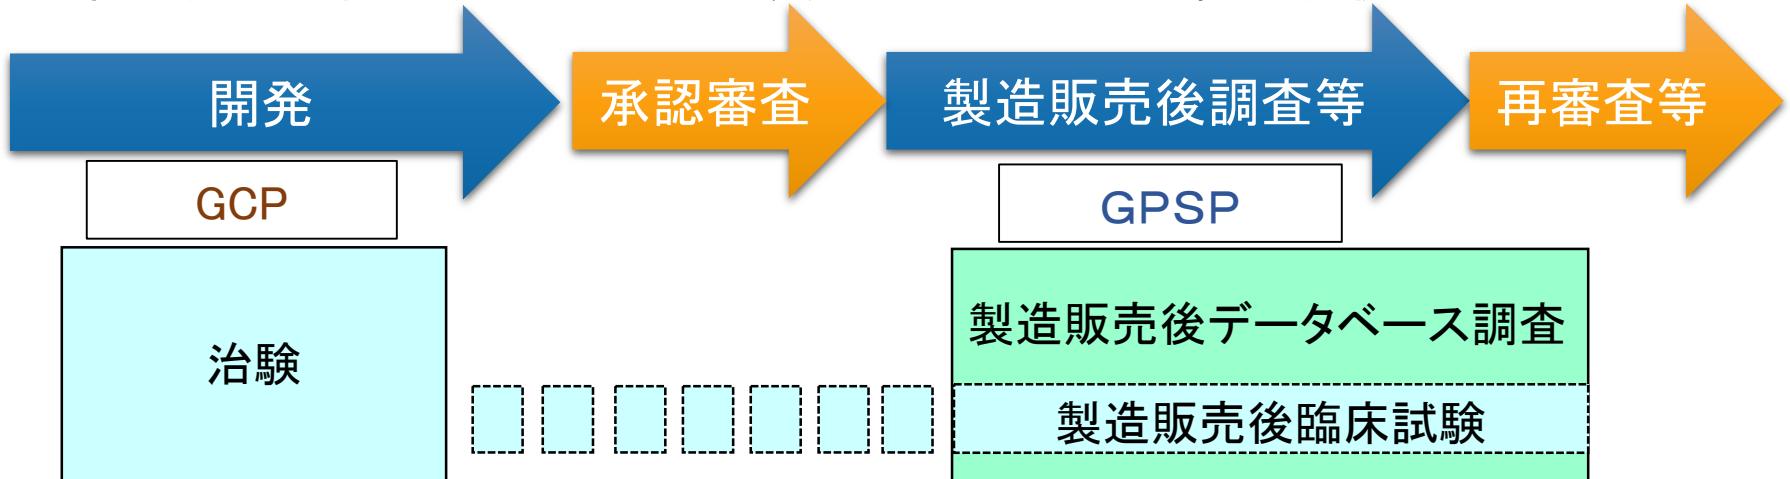 開発
承認審査
製造販売後調査等
再審査等
GCP
GPSP
治験
製造販売後データベース調査
製造販売後臨床試験